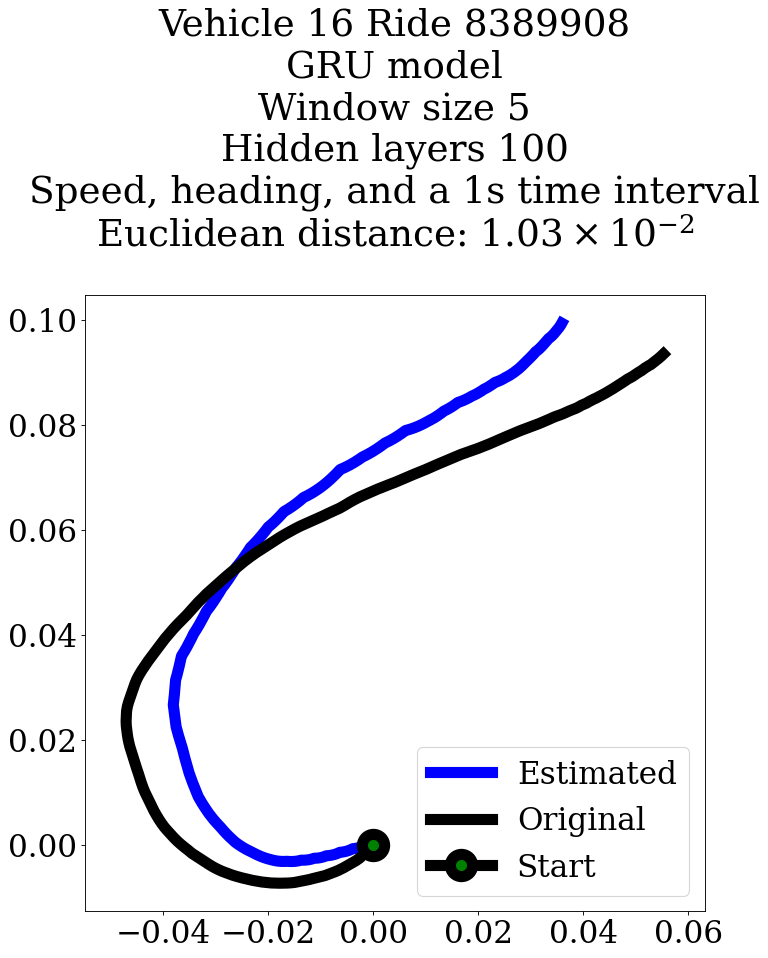 Vehicle 16 Ride 8389908
GRU model
Window size 5
Hidden layers 100
Speed, heading, and a 1s time interval
Euclidean distance: 1.03 × 10⁻²
0.10
0.08
0.06
0.04
0.02
0.00
Estimated
Original
Start
−0.04 −0.02 0.00 0.02 0.04 0.06